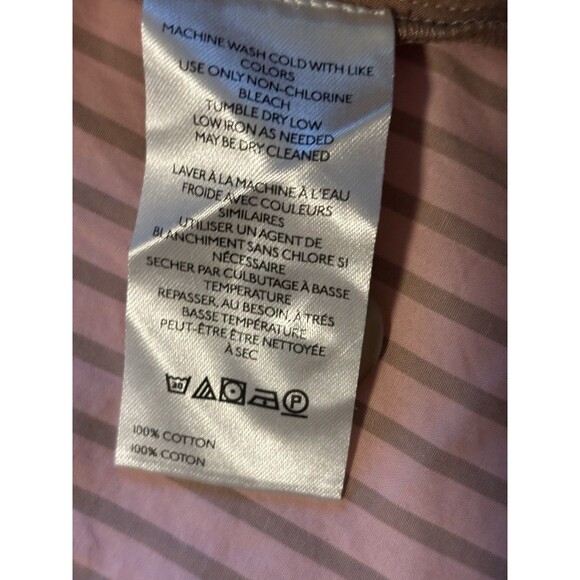 MACHINE WASH COLD WITH LIKE
COLORS
USE ONLY NON-CHLORINE
BLEACH
TUMBLE DRY LOW
LOW IRON AS NEEDED
MAY BE DRY CLEANED
LAVER À LA MACHINE À L'EAU
FROIDE AVEC COULEURS
SIMILAIRES
UTILISER UN AGENT DE
BLANCHIMENT SANS CHLORE SI
NÉCESSAIRE
SECHER PAR CULBUTAGE À BASSE
TEMPERATURE
REPASSER, AU BESOIN, À TRÉS
BASSE TEMPÉRATURE
PEUT-ÊTRE ÊTRE NETTOYÉE
À SEC
30 P
100% COTTON
100% COTON